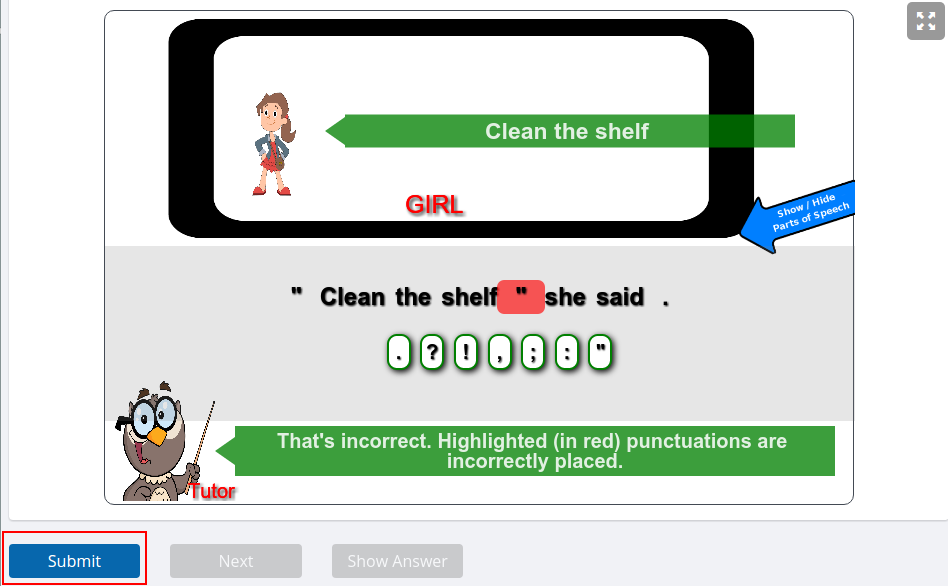 Clean the shelf
GIRL
Show / Hide
Parts of Speech
" Clean the shelf " she said .
. ? ! , ; : "
That's incorrect. Highlighted (in red) punctuations are
incorrectly placed.
Tutor
Submit Next Show Answer